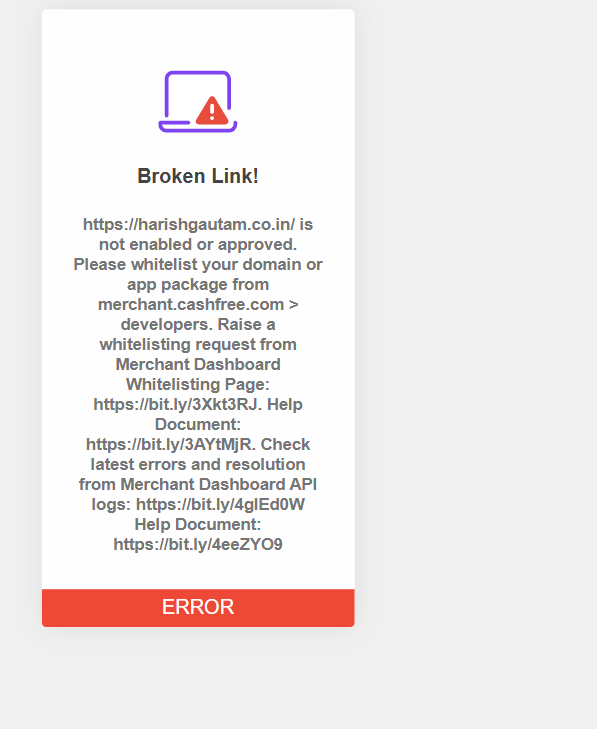 Broken Link!
https://harishgautam.co.in/ is
not enabled or approved.
Please whitelist your domain or
app package from
merchant.cashfree.com >
developers. Raise a
whitelisting request from
Merchant Dashboard
Whitelisting Page:
https://bit.ly/3Xkt3RJ. Help
Document:
https://bit.ly/3AYtMjR. Check
latest errors and resolution
from Merchant Dashboard API
logs: https://bit.ly/4glEd0W
Help Document:
https://bit.ly/4eeZYO9
ERROR